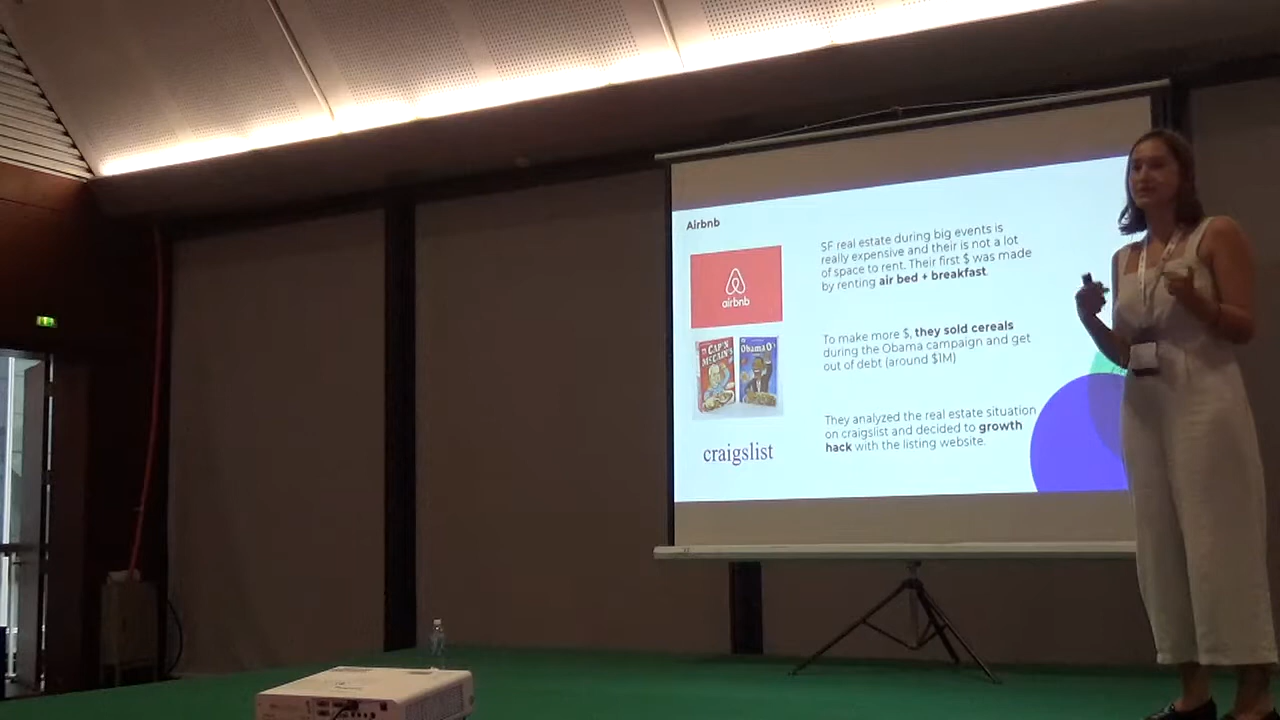 Airbnb
SF real estate during big events is
really expensive and their is not a lot
of space to rent. Their first $ was made
by renting air bed + breakfast.
airbnb
To make more $, they sold cereals
during the Obama campaign and get
out of debt (around $1M)
CAP'N
McCAIN'S
Obama O's
They analyzed the real estate situation
on craigslist and decided to growth
hack with the listing website.
craigslist